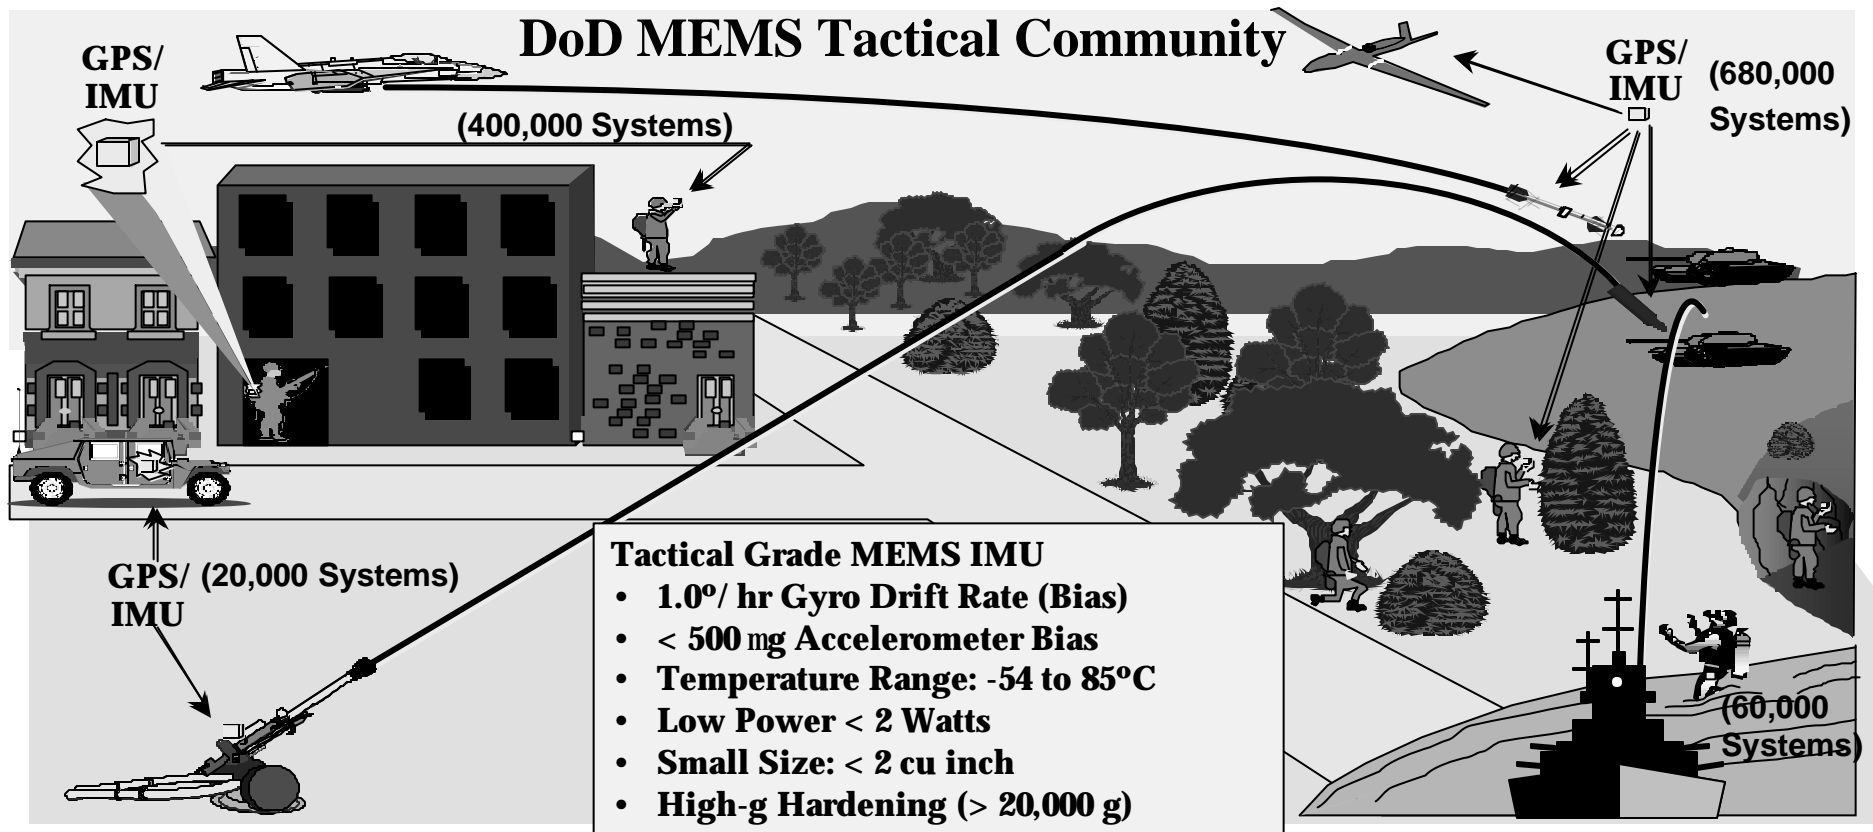 DoD MEMS Tactical Community
GPS/
IMU
(400,000 Systems)
GPS/
IMU
(680,000
Systems)
GPS/
IMU
(20,000 Systems)
Tactical Grade MEMS IMU
• 1.0º/ hr Gyro Drift Rate (Bias)
• < 500 mg Accelerometer Bias
• Temperature Range: -54 to 85ºC
• Low Power < 2 Watts
• Small Size: < 2 cu inch
• High-g Hardening (> 20,000 g)
(60,000
Systems)